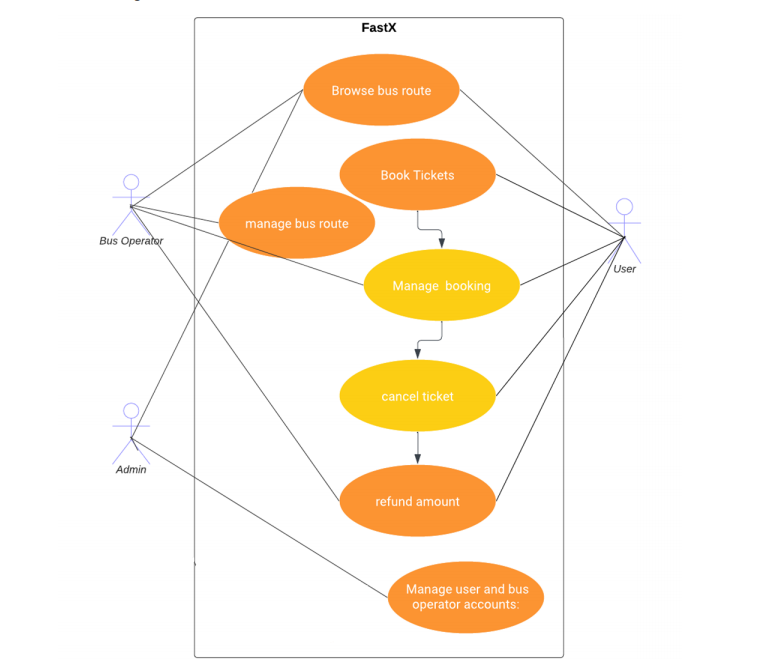 FastX
Browse bus route
Book Tickets
manage bus route
Bus Operator
User
Manage  booking
cancel ticket
Admin
refund amount
Manage user and bus
operator accounts: